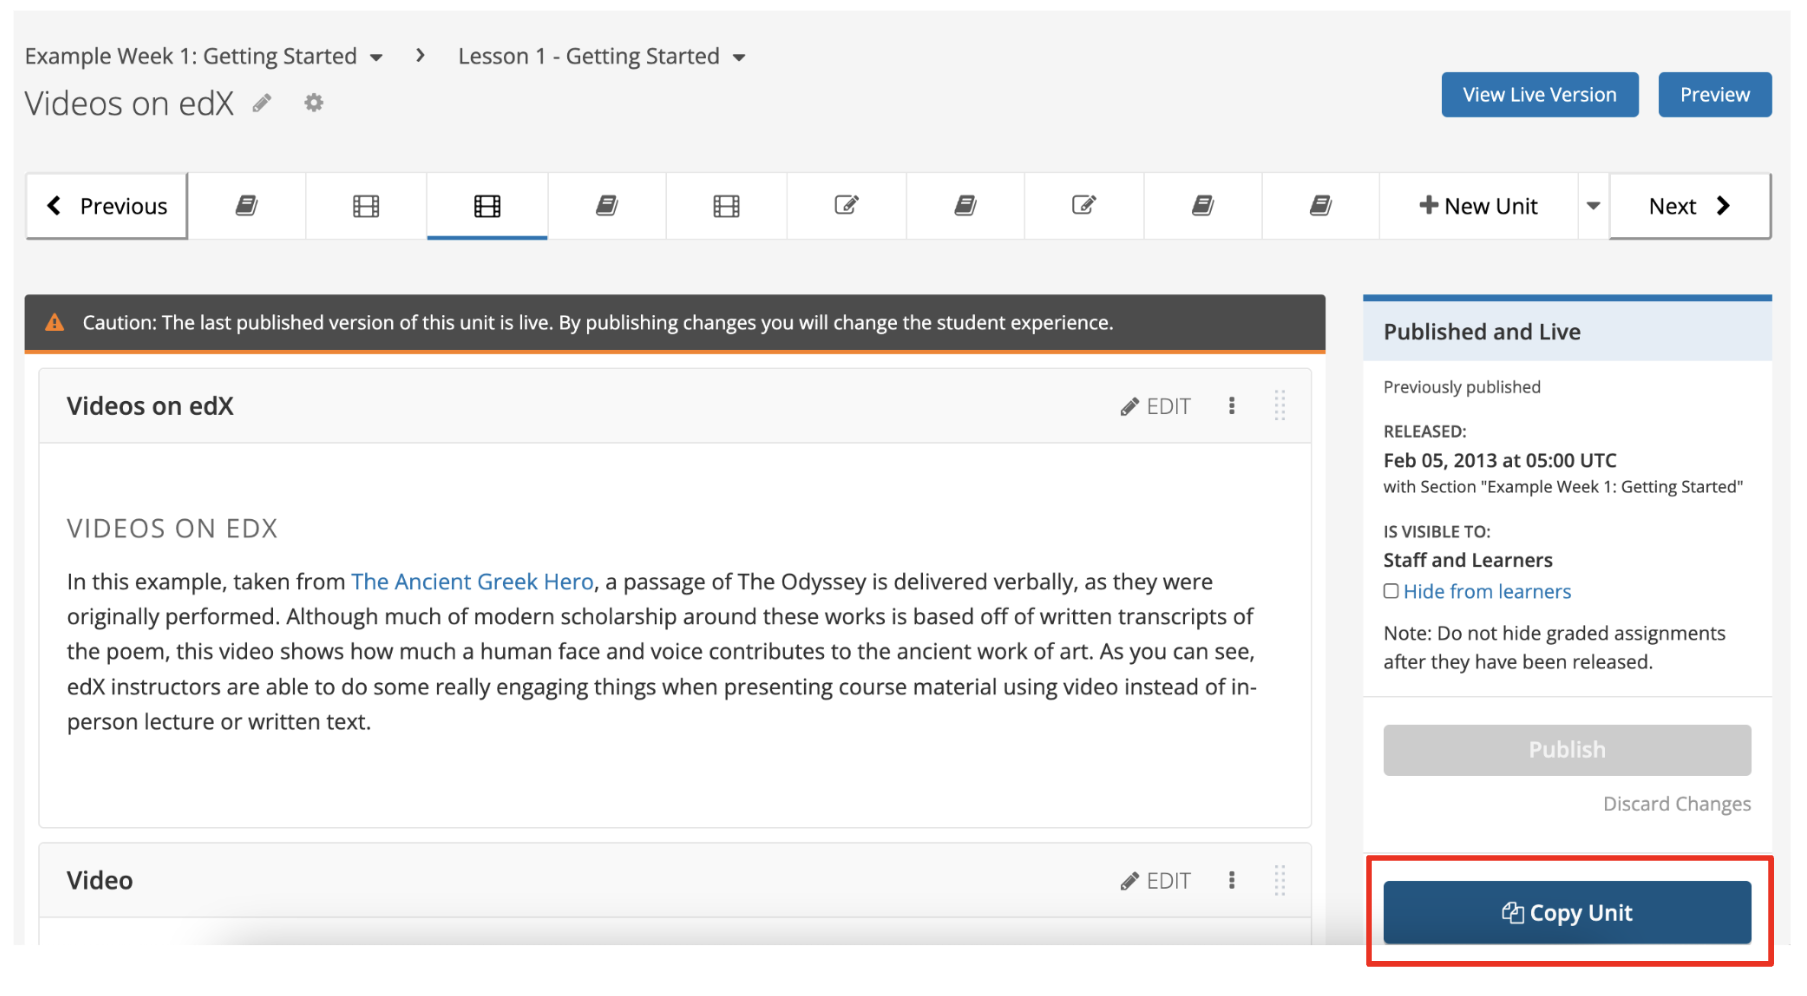 Example Week 1: Getting Started
Lesson 1 - Getting Started
Videos on edX
View Live Version
Preview
Previous
New Unit
Next
Caution: The last published version of this unit is live. By publishing changes you will change the student experience.
Videos on edX
EDIT
VIDEOS ON EDX
In this example, taken from The Ancient Greek Hero, a passage of The Odyssey is delivered verbally, as they were
originally performed. Although much of modern scholarship around these works is based off of written transcripts of
the poem, this video shows how much a human face and voice contributes to the ancient work of art. As you can see,
edX instructors are able to do some really engaging things when presenting course material using video instead of in-
person lecture or written text.
Video
EDIT
Published and Live
Previously published
RELEASED:
Feb 05, 2013 at 05:00 UTC
with Section "Example Week 1: Getting Started"
IS VISIBLE TO:
Staff and Learners
Hide from learners
Note: Do not hide graded assignments
after they have been released.
Publish
Discard Changes
Copy Unit